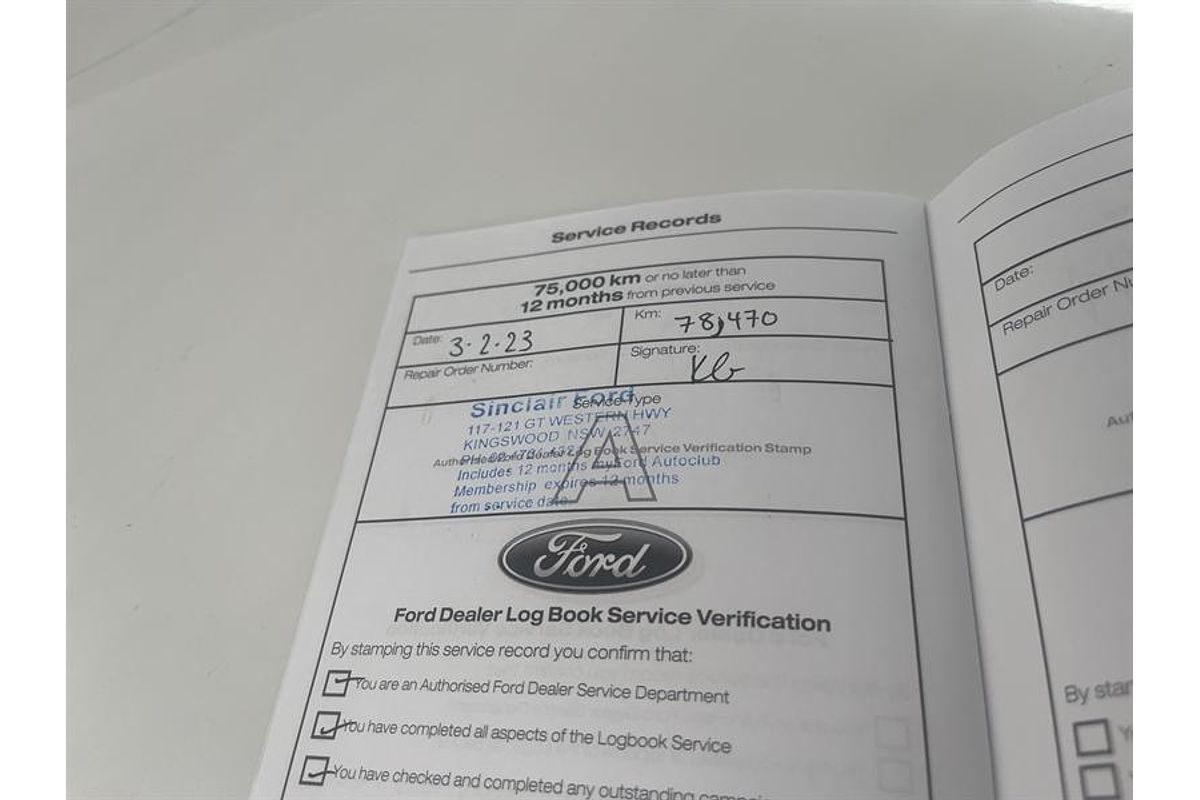 Service Records
75,000 km or no later than
12 months from previous service
Date: 3·2·23
Km: 78,470
Repair Order Number:
Signature:
Service Type
A
Sinclair Ford
117-121 GT WESTERN HWY
KINGSWOOD NSW 2747
Log Book Service Verification Stamp
Includes 12 months myFord Autoclub
Membership expires 12 months
from service date
Ford
Ford Dealer Log Book Service Verification
By stamping this service record you confirm that:
You are an Authorised Ford Dealer Service Department
You have completed all aspects of the Logbook Service
You have checked and completed any outstanding
Date:
Repair Order
By